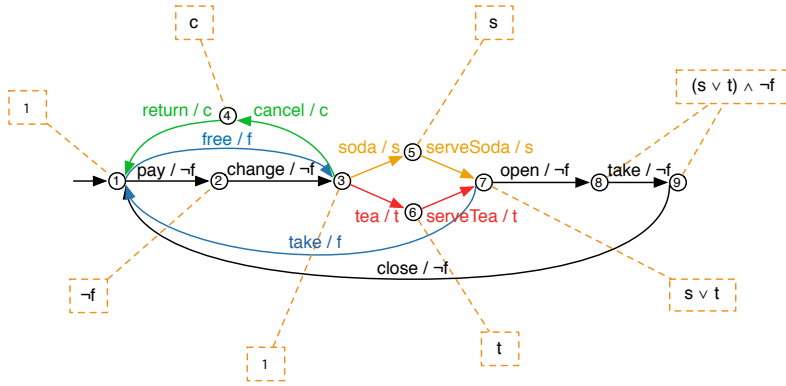 c
s
(s ∨ t) ∧ ¬f
1
return / c
4
cancel / c
free / f
soda / s
5
serveSoda / s
1
pay / ¬f
2
change / ¬f
3
7
open / ¬f
8
take / ¬f
9
tea / t
6
serveTea / t
take / f
close / ¬f
¬f
s ∨ t
1
t